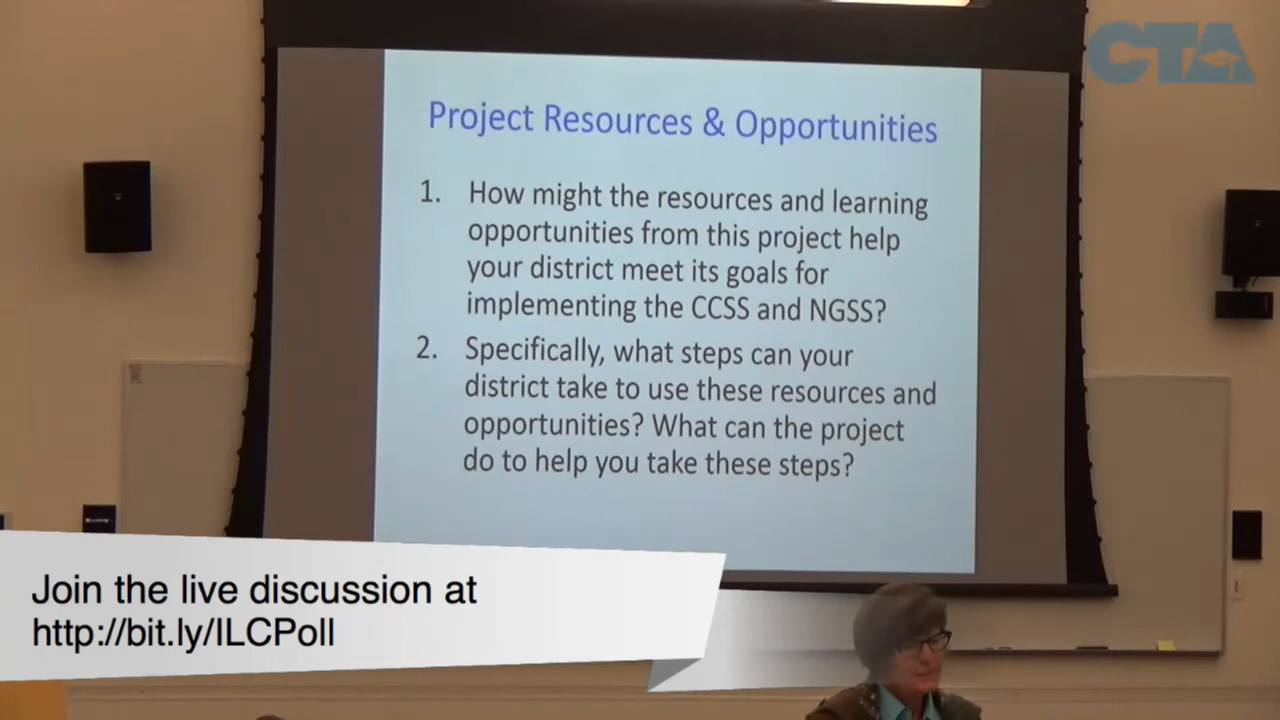 CTA
Project Resources & Opportunities
1. How might the resources and learning
opportunities from this project help
your district meet its goals for
implementing the CCSS and NGSS?
2. Specifically, what steps can your
district take to use these resources and
opportunities? What can the project
do to help you take these steps?
Join the live discussion at
http://bit.ly/ILCPoll